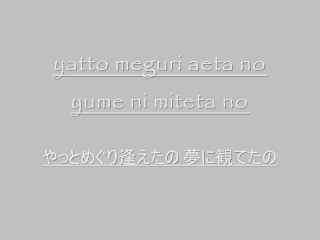 yatto meguri aeta no
yume ni miteta no
やっとめぐり逢えたの 夢に観てたの